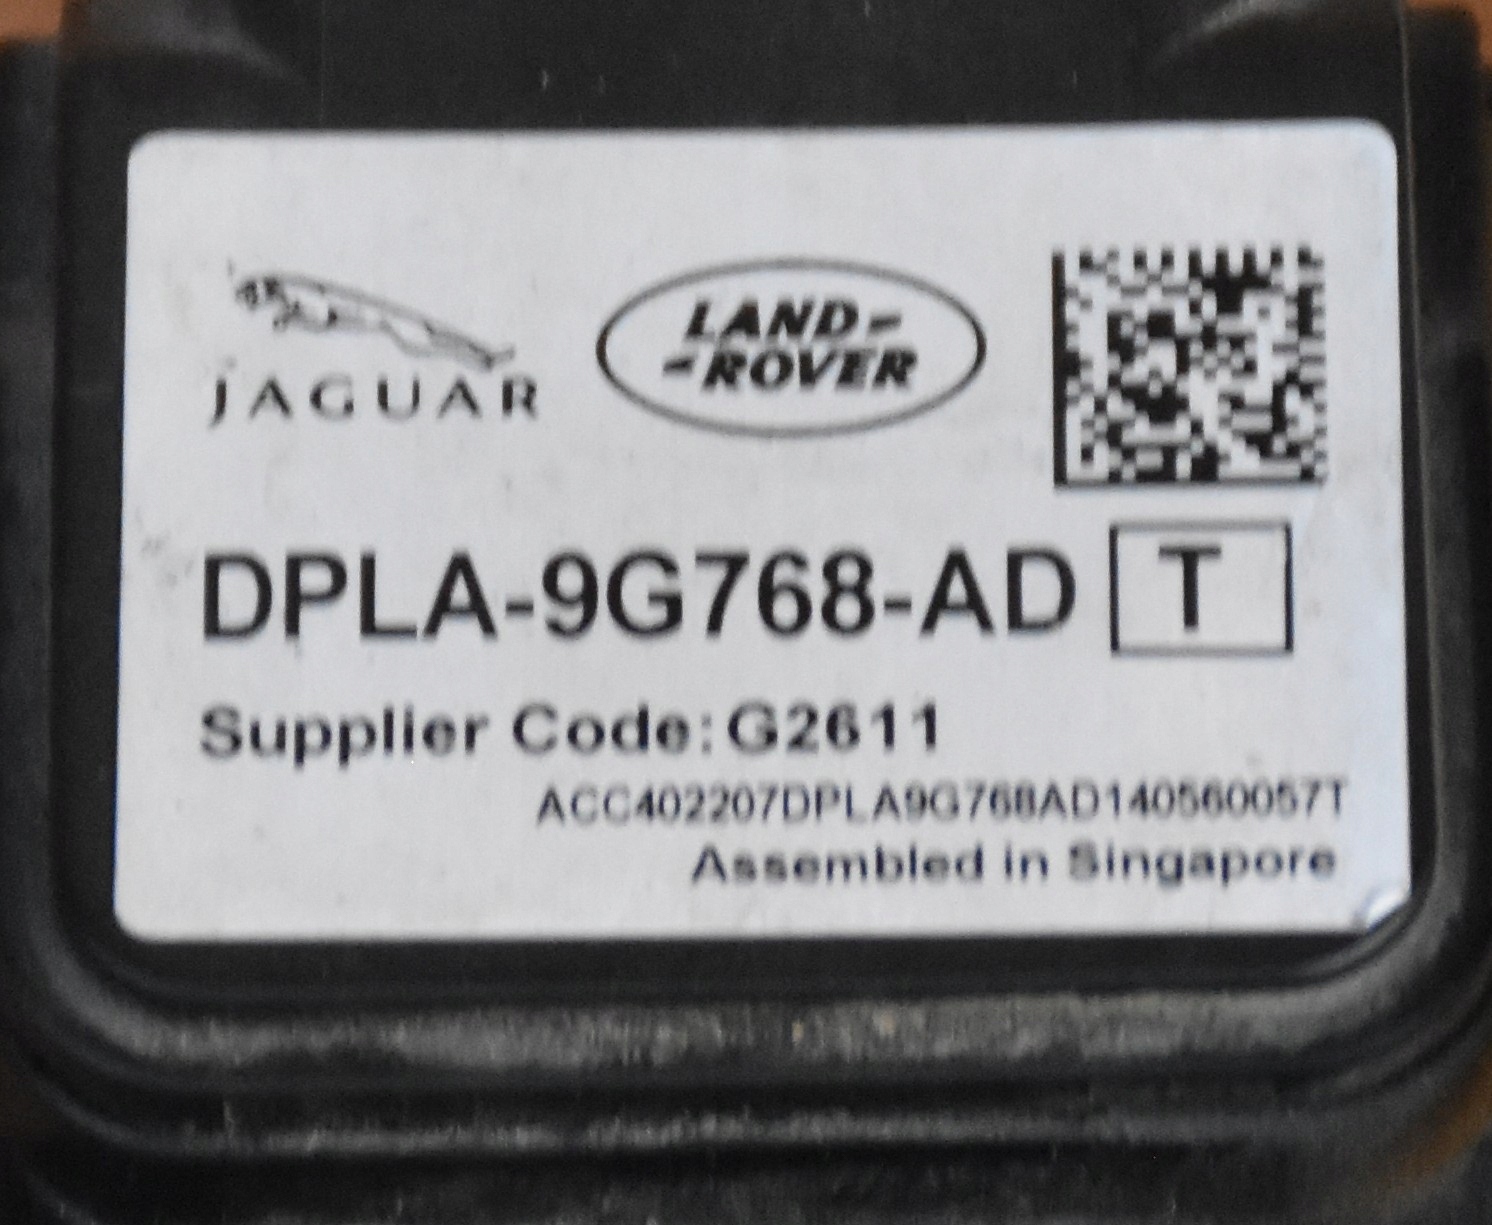 JAGUAR
LAND-
-ROVER
DPLA-9G768-AD T
Supplier Code: G2611
ACC402207DPLA9G768AD140560057T
Assembled in Singapore